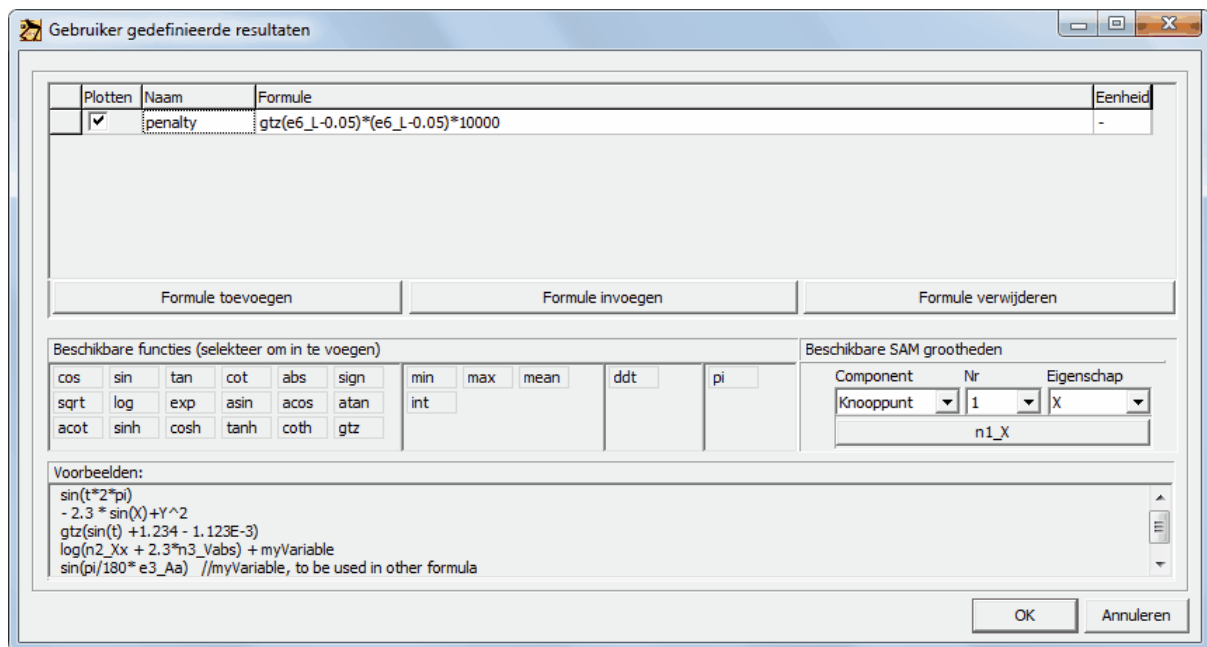 Gebruiker gedefinieerde resultaten
Plotten Naam Formule Eenheid
penalty gtz(e6_L-0.05)*(e6_L-0.05)*10000 -
Formule toevoegen Formule invoegen Formule verwijderen
Beschikbare functies (selekteer om in te voegen) Beschikbare SAM grootheden
cos sin tan cot abs sign min max mean ddt pi Component Nr Eigenschap
sqrt log exp asin acos atan int Knooppunt 1 X
acot sinh cosh tanh coth gtz n1_X
Voorbeelden:
sin(t*2*pi)
- 2.3 * sin(X)+Y^2
gtz(sin(t) +1.234 - 1.123E-3)
log(n2_Xx + 2.3*n3_Vabs) + myVariable
sin(pi/180* e3_Aa) //myVariable, to be used in other formula
OK Annuleren